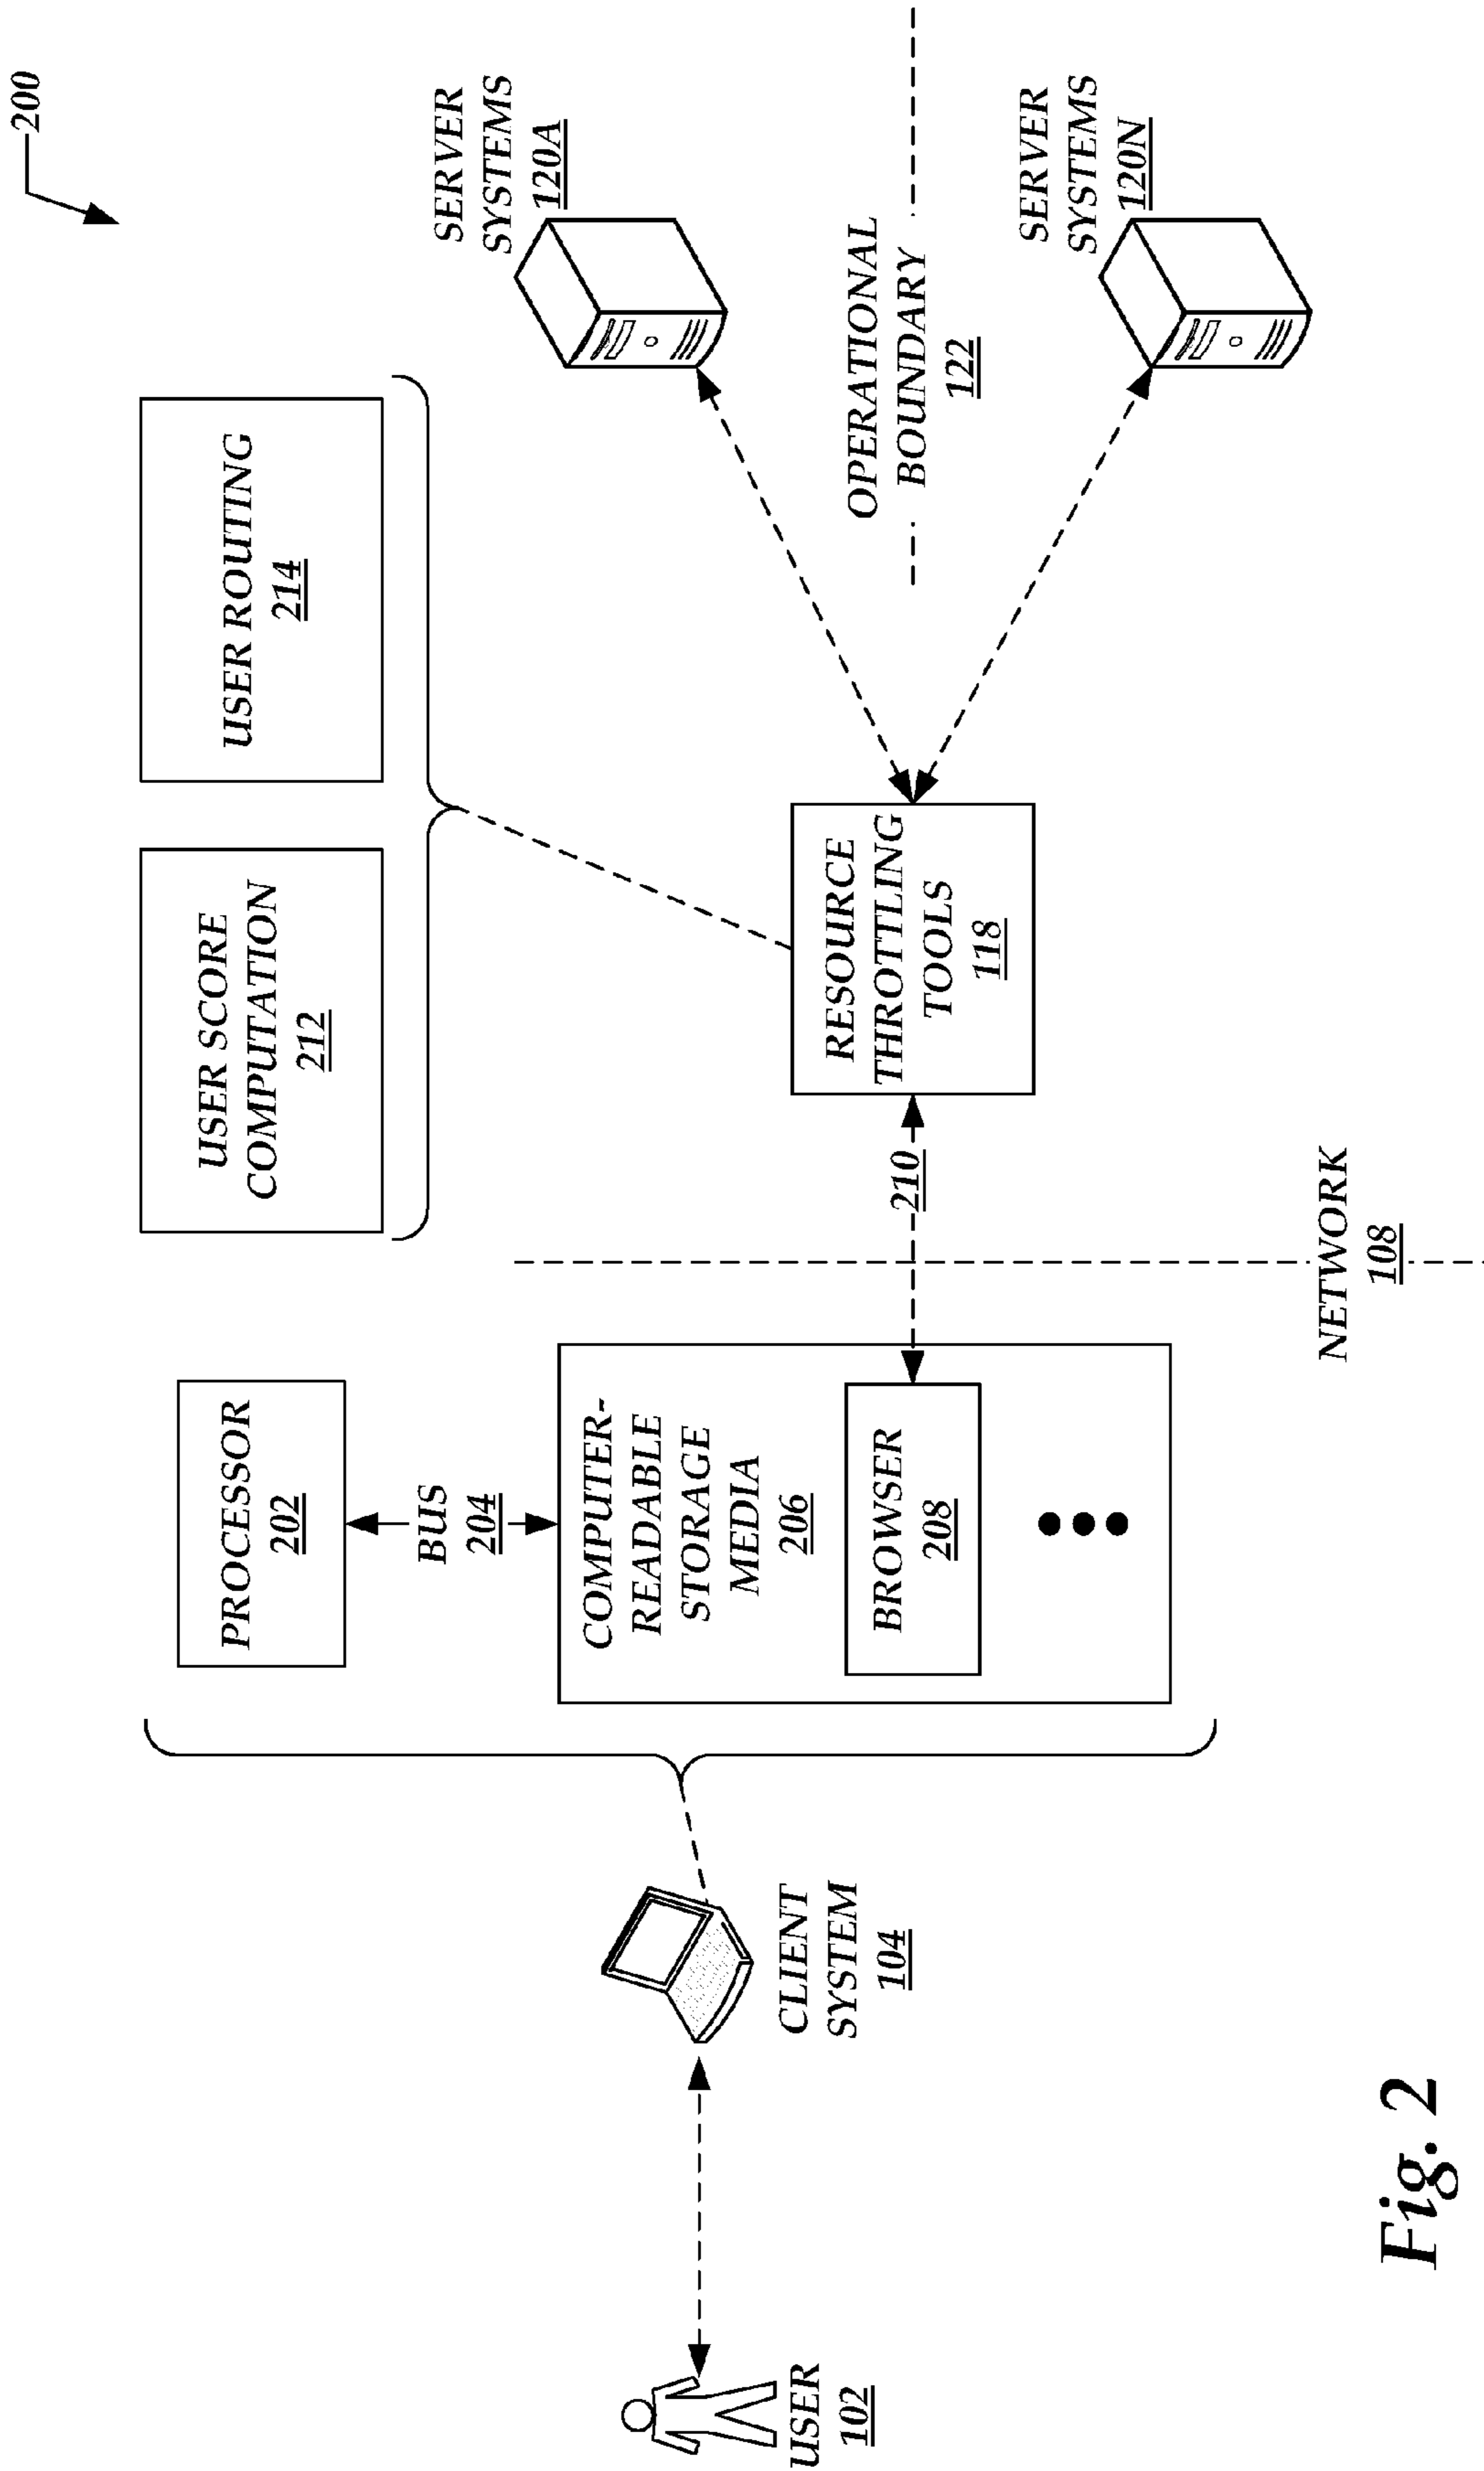 200
USER SCORE
COMPUTATION
212
USER ROUTING
214
PROCESSOR
202
BUS
204
COMPUTER-
READABLE
STORAGE
MEDIA
206
BROWSER
208
210
RESOURCE
THROTTLING
TOOLS
118
SERVER
SYSTEMS
120A
OPERATIONAL
BOUNDARY
122
SERVER
SYSTEMS
120N
USER
102
CLIENT
SYSTEM
104
NETWORK
108
Fig. 2